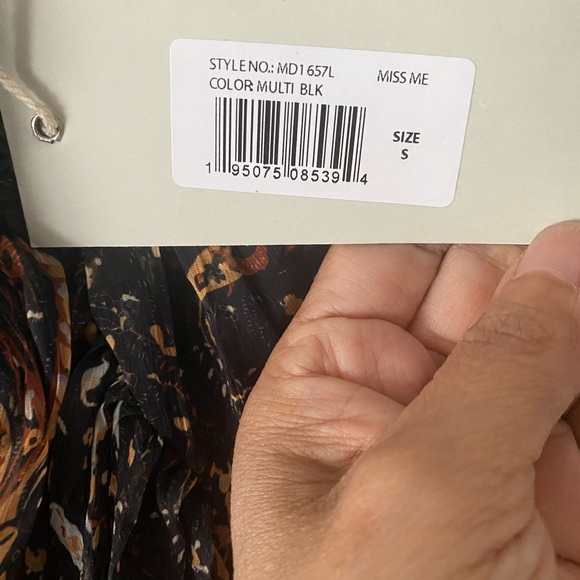 STYLE NO.: MD1657L MISS ME
COLOR: MULTI BLK
SIZE
S
1 95075 08539 4